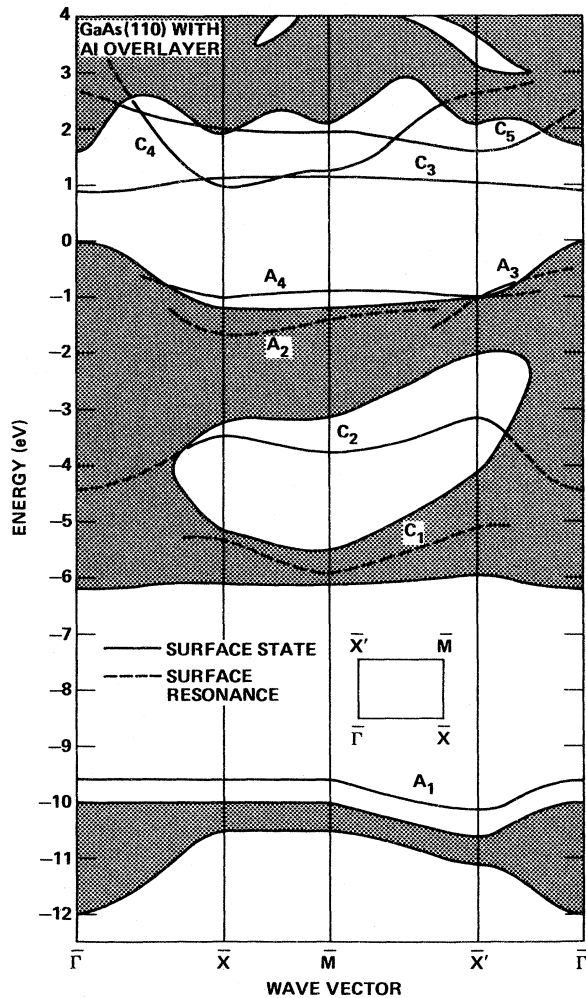 GaAs(110) WITH
Al OVERLAYER
4
3
2
1
0
−1
−2
−3
−4
−5
−6
−7
−8
−9
−10
−11
−12
ENERGY (eV)
C4
C5
C3
A4
A3
A2
C2
C1
SURFACE STATE
SURFACE
RESONANCE
X̄′ M̄
Γ̄ X̄
A1
Γ̄ X̄ M̄ X̄′ Γ̄
WAVE VECTOR